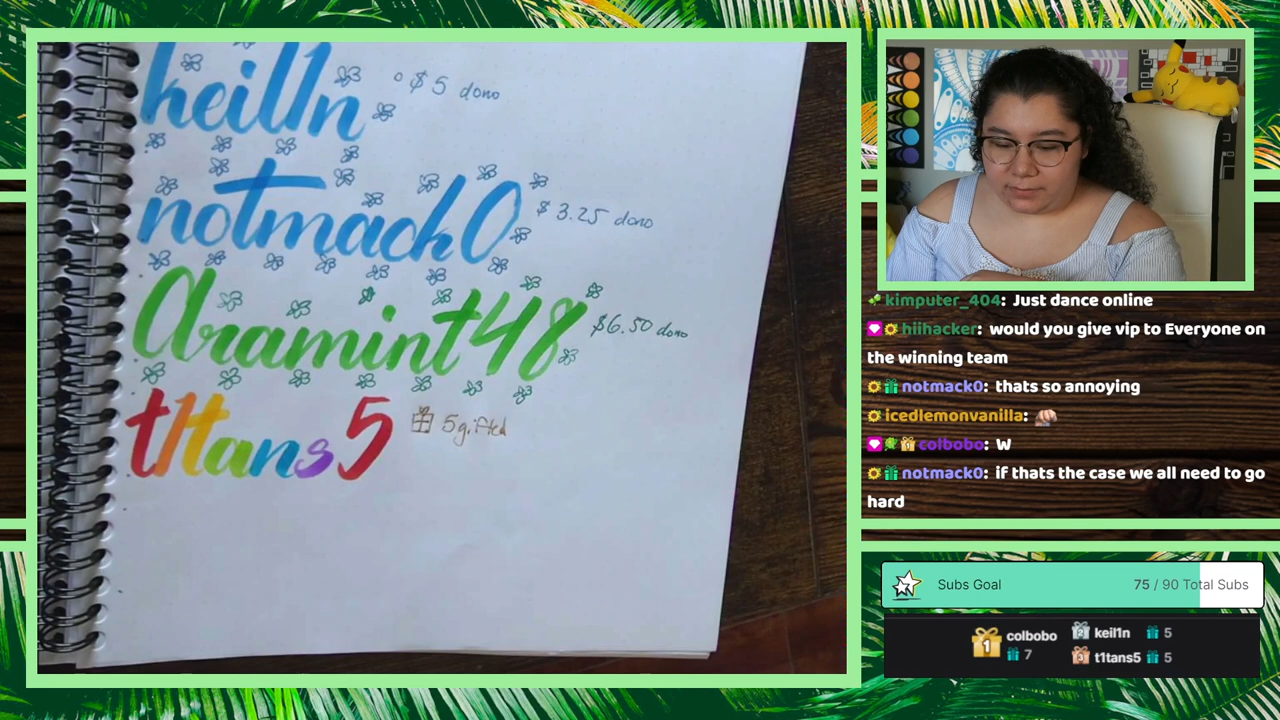 keil1n
$5 dono
notmack0
$3.25 dono
Aramint48
$6.50 dono
t1tans5
5 gifted
kimputer_404: Just dance online
hiihacker: would you give vip to Everyone on
the winning team
notmack0: thats so annoying
icedlemonvanilla:
colbobo: W
notmack0: if thats the case we all need to go
hard
Subs Goal 75 / 90 Total Subs
1 colbobo 7
2 keil1n 5
3 t1tans5 5